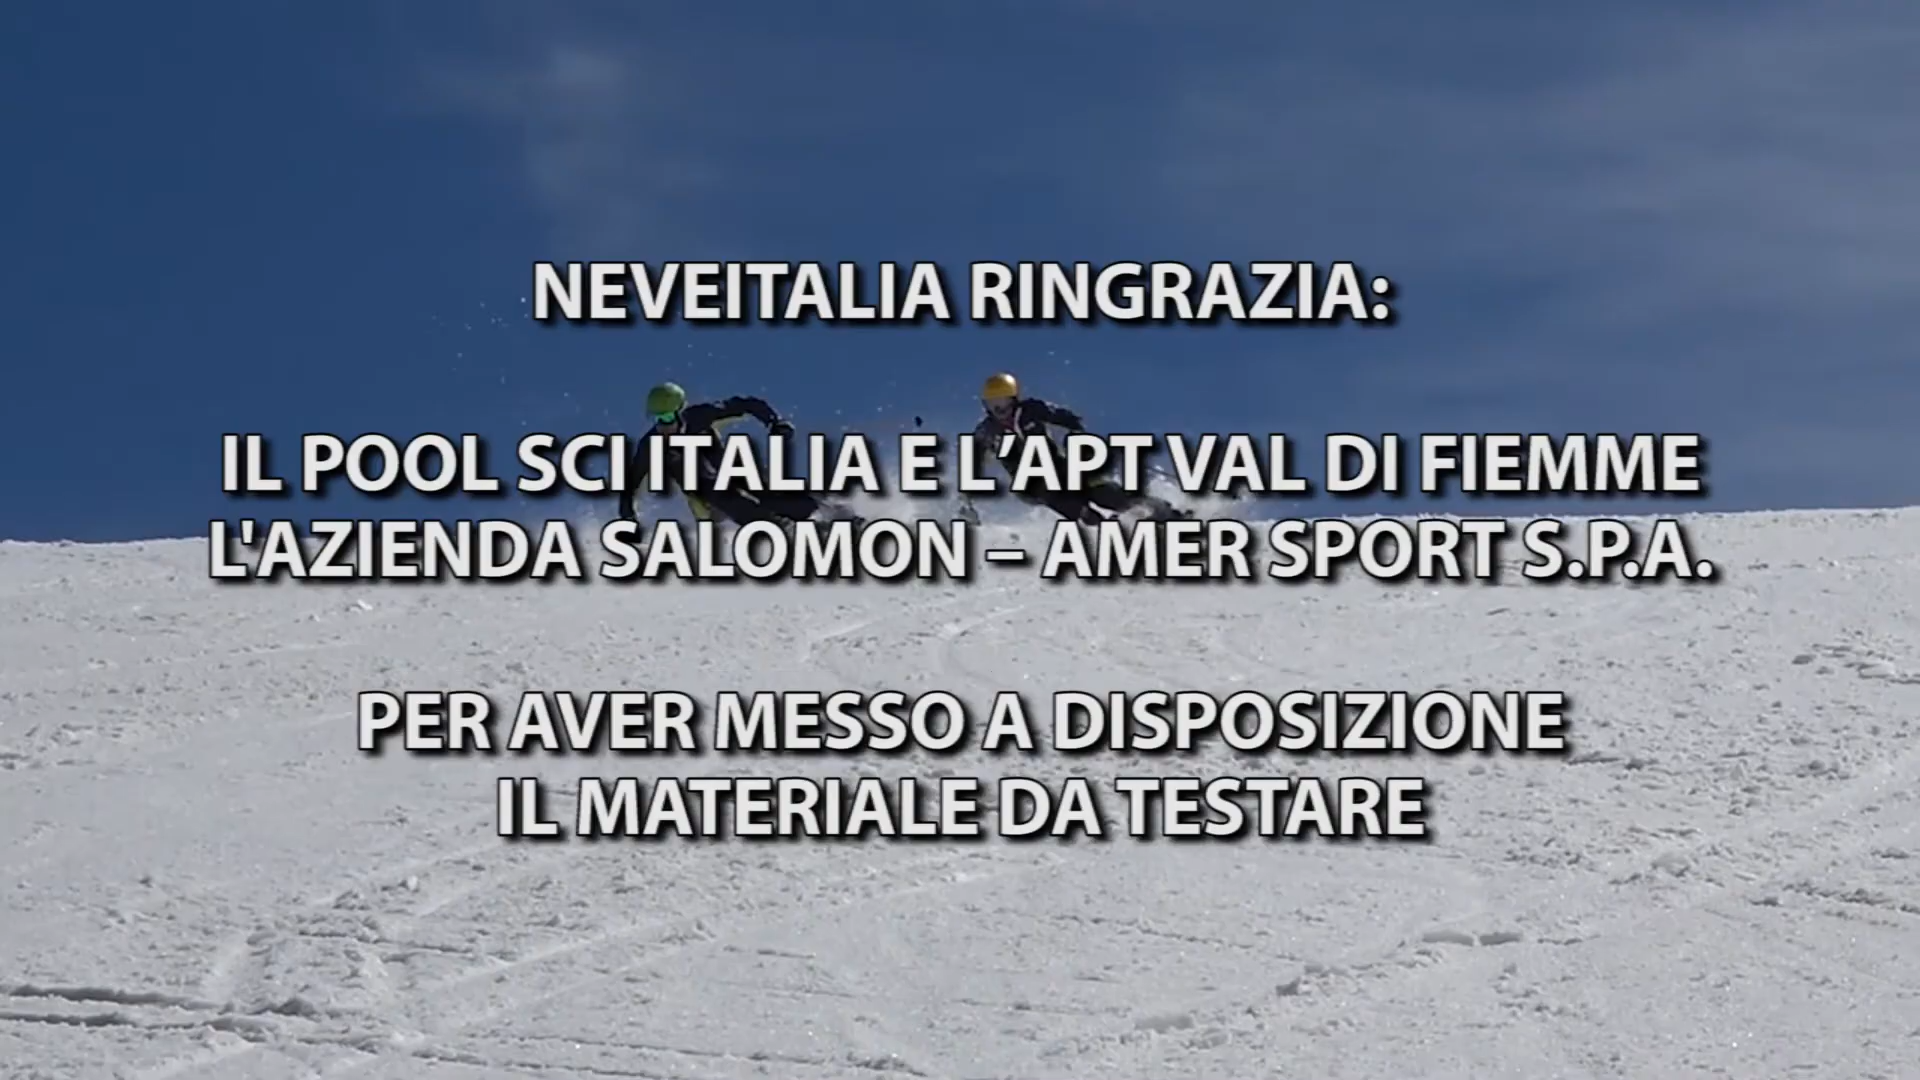 NEVEITALIA RINGRAZIA:
IL POOL SCI ITALIA E L’APT VAL DI FIEMME
L'AZIENDA SALOMON – AMER SPORT S.P.A.
PER AVER MESSO A DISPOSIZIONE
IL MATERIALE DA TESTARE